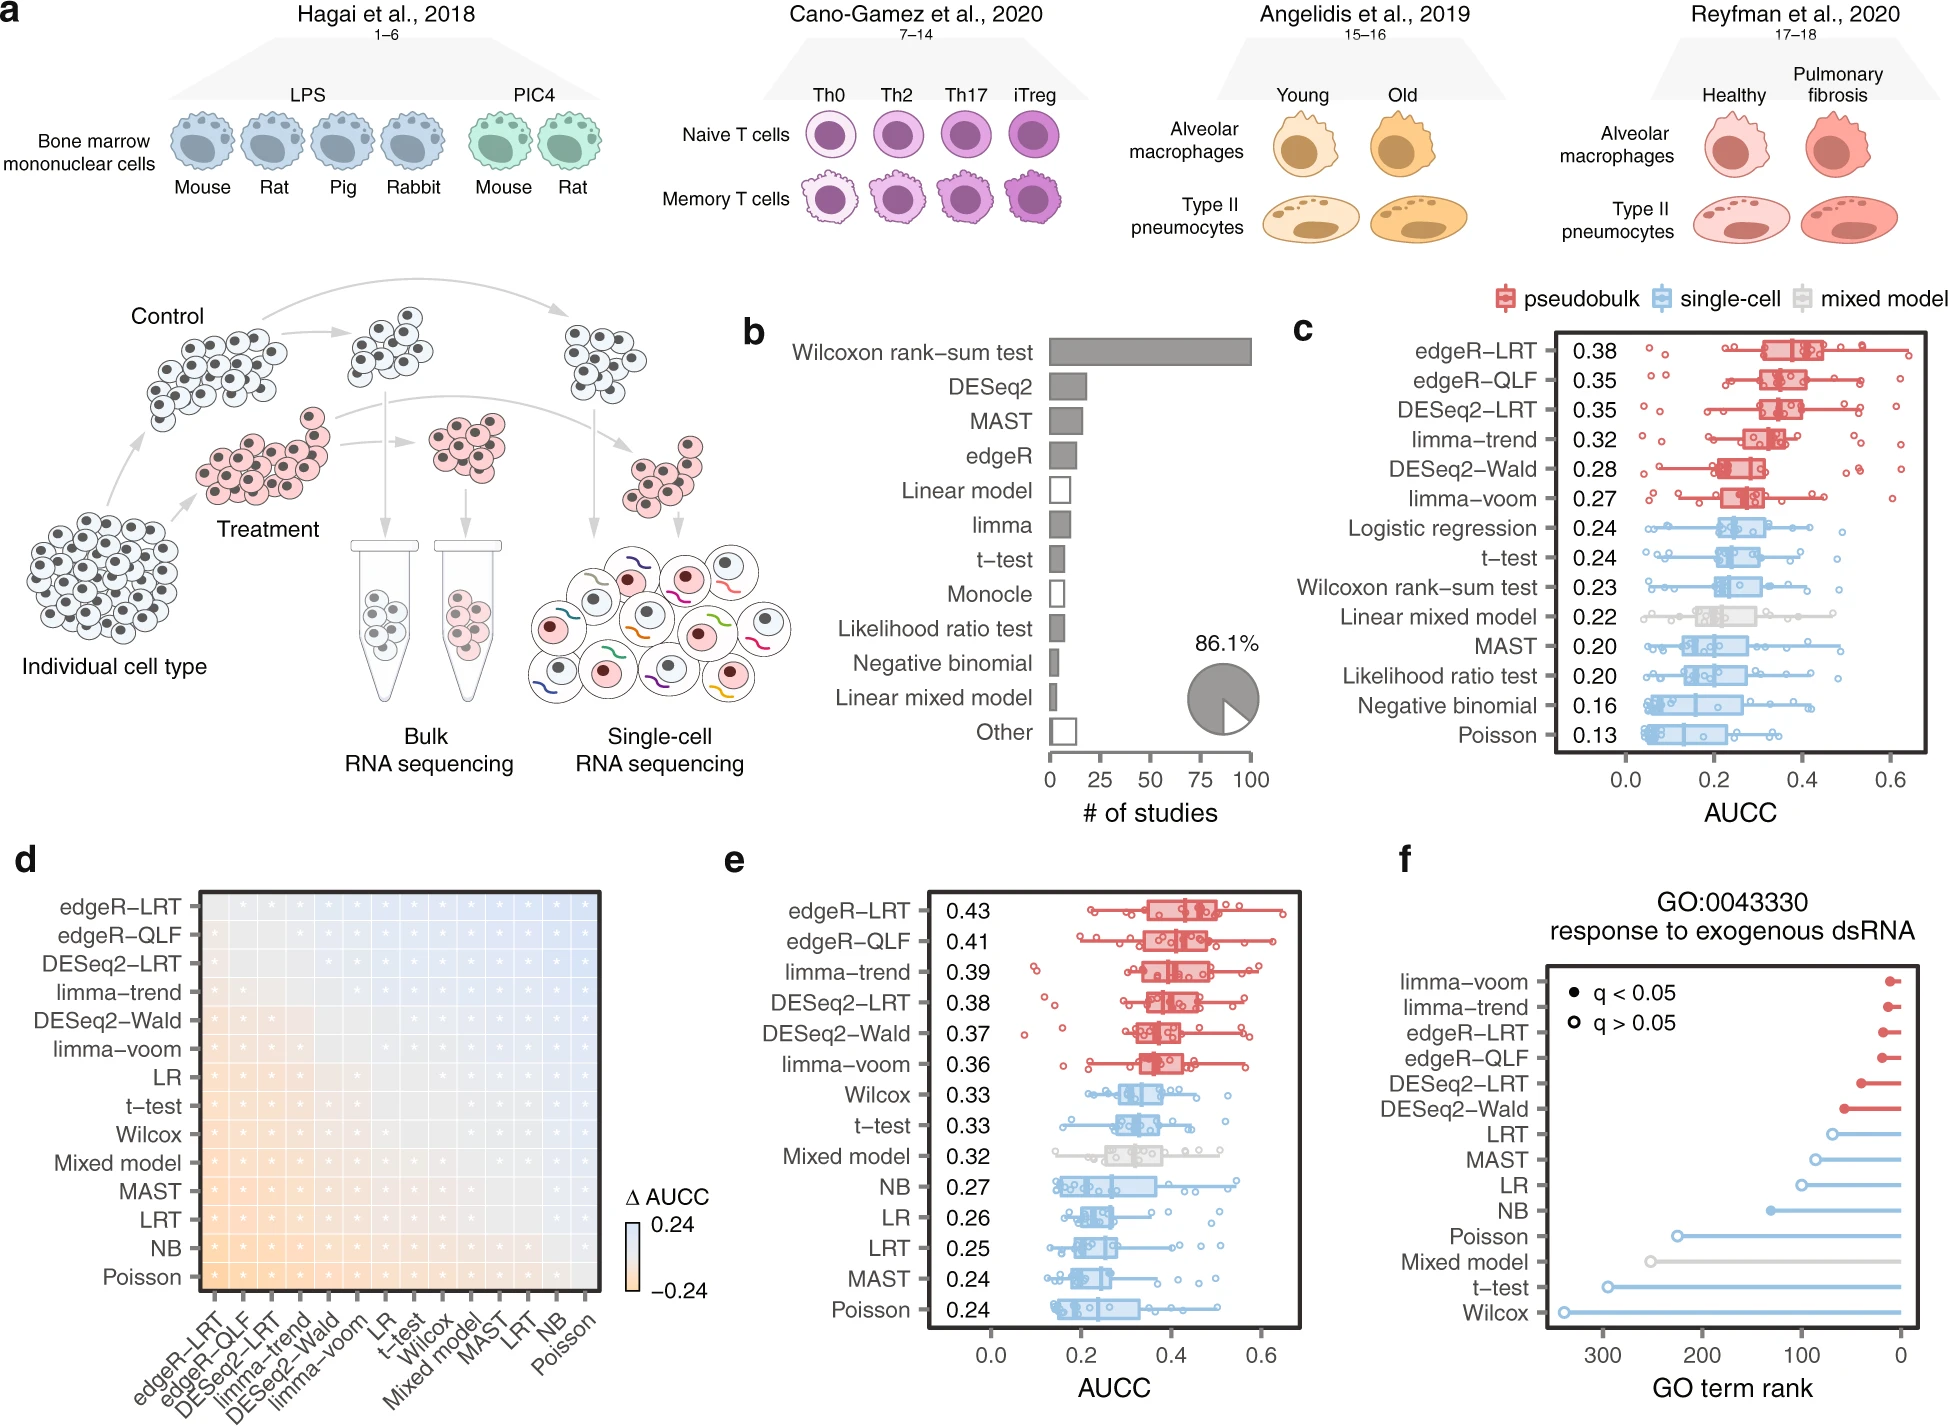 a
Hagai et al., 2018
1–6
LPS
PIC4
Bone marrow
mononuclear cells
Mouse
Rat
Pig
Rabbit
Mouse
Rat
Cano-Gamez et al., 2020
7–14
Th0
Th2
Th17
iTreg
Naive T cells
Memory T cells
Angelidis et al., 2019
15–16
Young
Old
Alveolar
macrophages
Type II
pneumocytes
Reyfman et al., 2020
17–18
Healthy
Pulmonary
fibrosis
Alveolar
macrophages
Type II
pneumocytes
Control
Treatment
Individual cell type
Bulk
RNA sequencing
Single-cell
RNA sequencing
b
Wilcoxon rank–sum test
DESeq2
MAST
edgeR
Linear model
limma
t–test
Monocle
Likelihood ratio test
Negative binomial
Linear mixed model
Other
86.1%
0 25 50 75 100
# of studies
pseudobulk single–cell mixed model
c
edgeR–LRT 0.38
edgeR–QLF 0.35
DESeq2–LRT 0.35
limma–trend 0.32
DESeq2–Wald 0.28
limma–voom 0.27
Logistic regression 0.24
t–test 0.24
Wilcoxon rank–sum test 0.23
Linear mixed model 0.22
MAST 0.20
Likelihood ratio test 0.20
Negative binomial 0.16
Poisson 0.13
0.0 0.2 0.4 0.6
AUCC
d
edgeR–LRT
edgeR–QLF
DESeq2–LRT
limma–trend
DESeq2–Wald
limma–voom
LR
t–test
Wilcox
Mixed model
MAST
LRT
NB
Poisson
edgeR–LRT
edgeR–QLF
DESeq2–LRT
limma–trend
DESeq2–Wald
limma–voom
LR
t–test
Wilcox
Mixed model
MAST
LRT
NB
Poisson
Δ AUCC
0.24
−0.24
e
edgeR–LRT 0.43
edgeR–QLF 0.41
limma–trend 0.39
DESeq2–LRT 0.38
DESeq2–Wald 0.37
limma–voom 0.36
Wilcox 0.33
t–test 0.33
Mixed model 0.32
NB 0.27
LR 0.26
LRT 0.25
MAST 0.24
Poisson 0.24
0.0 0.2 0.4 0.6
AUCC
f
GO:0043330
response to exogenous dsRNA
limma–voom
limma–trend
edgeR–LRT
edgeR–QLF
DESeq2–LRT
DESeq2–Wald
LRT
MAST
LR
NB
Poisson
Mixed model
t–test
Wilcox
q < 0.05
q > 0.05
300 200 100 0
GO term rank